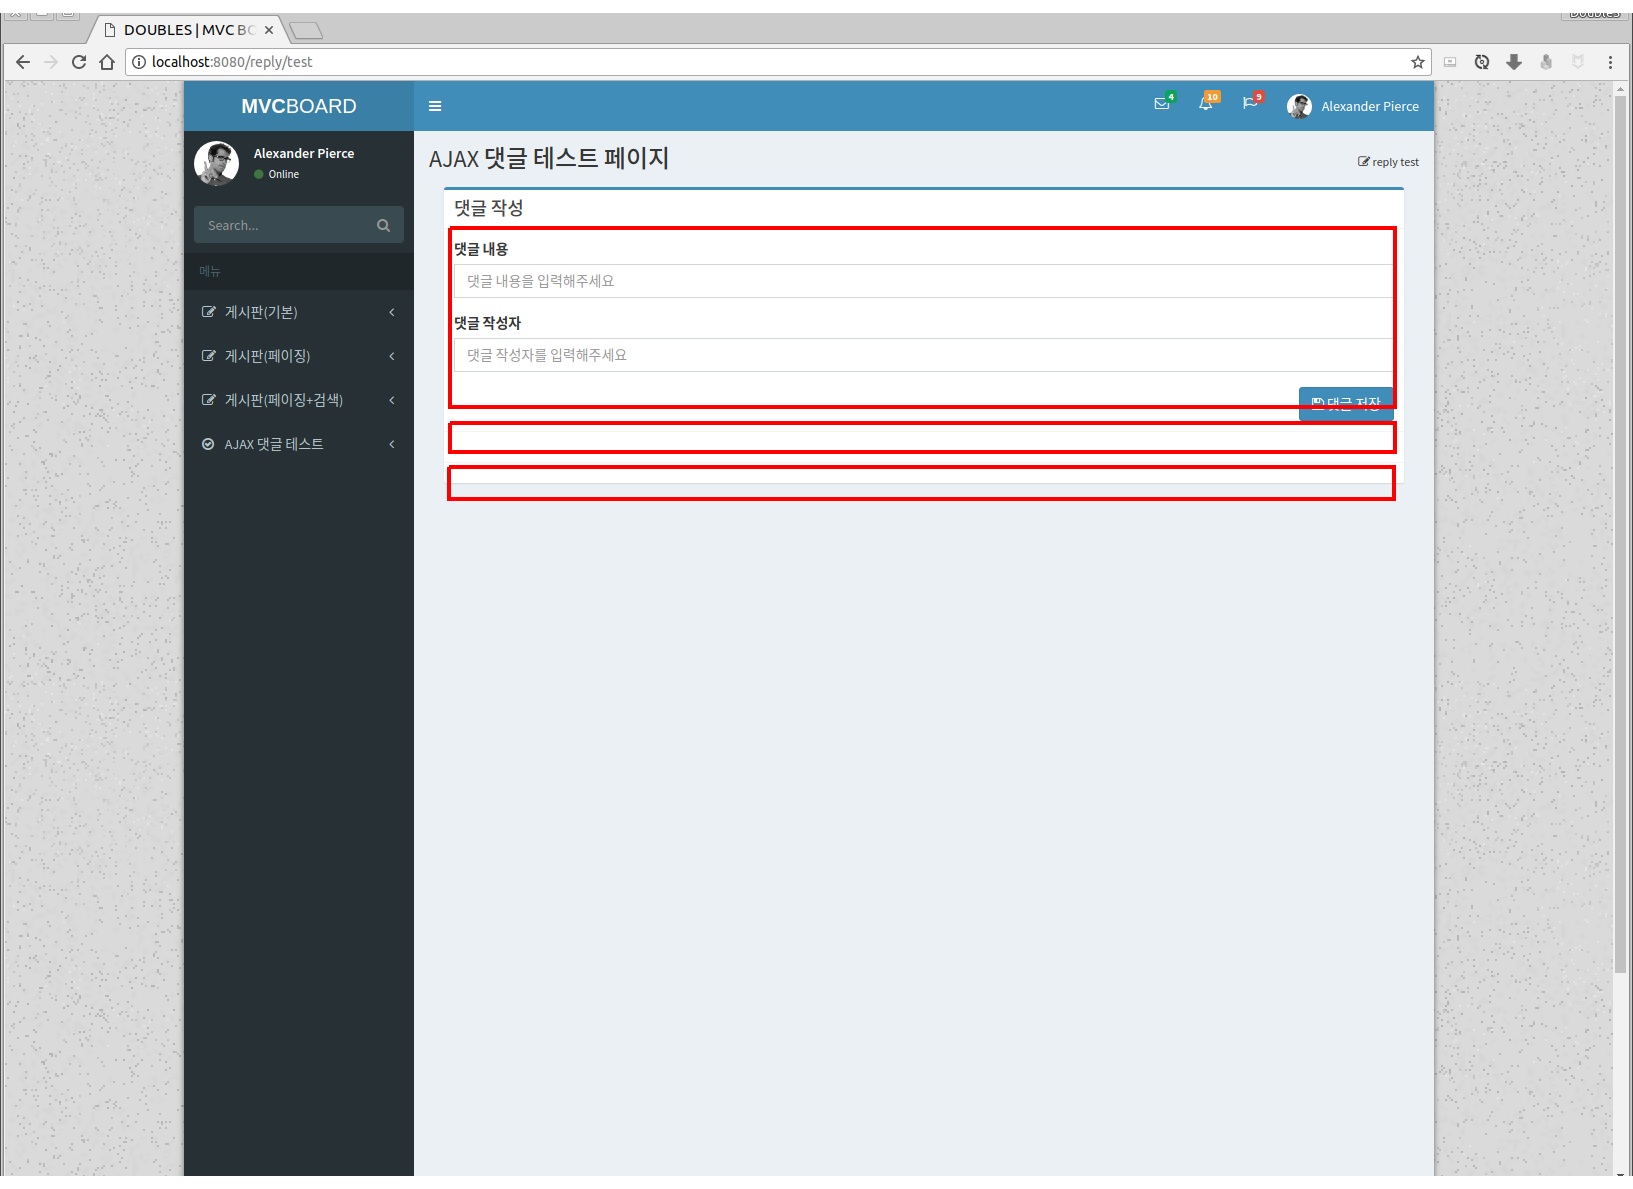 Doubles
DOUBLES | MVC BO
localhost:8080/reply/test
MVCBOARD
4
10
9
Alexander Pierce
Alexander Pierce
Online
AJAX 댓글 테스트 페이지
reply test
Search...
댓글 작성
메뉴
댓글 내용
댓글 내용을 입력해주세요
게시판(기본)
댓글 작성자
게시판(페이징)
댓글 작성자를 입력해주세요
게시판(페이징+검색)
댓글 저장
AJAX 댓글 테스트